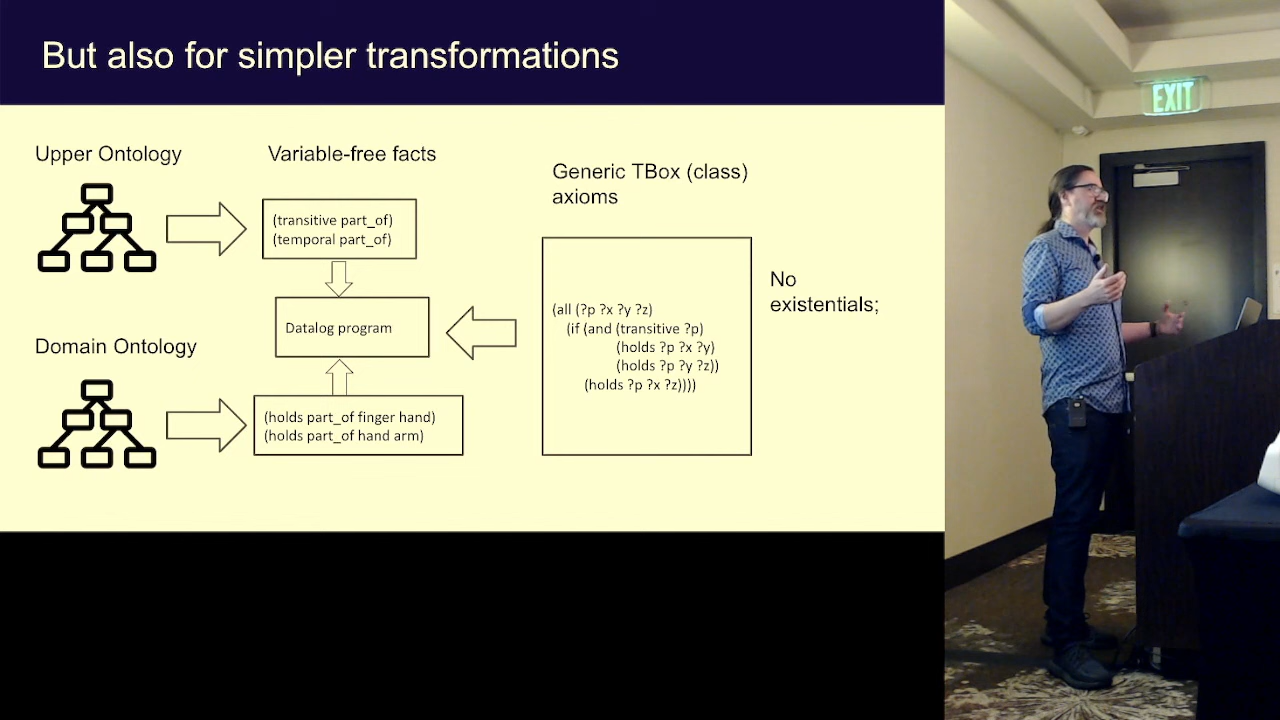 But also for simpler transformations
Upper Ontology
Variable-free facts
Generic TBox (class)
axioms
(transitive part_of)
(temporal part_of)
Datalog program
No
existentials;
(all (?p ?x ?y ?z)
(if (and (transitive ?p)
(holds ?p ?x ?y)
(holds ?p ?y ?z))
(holds ?p ?x ?z))))
Domain Ontology
(holds part_of finger hand)
(holds part_of hand arm)
EXIT